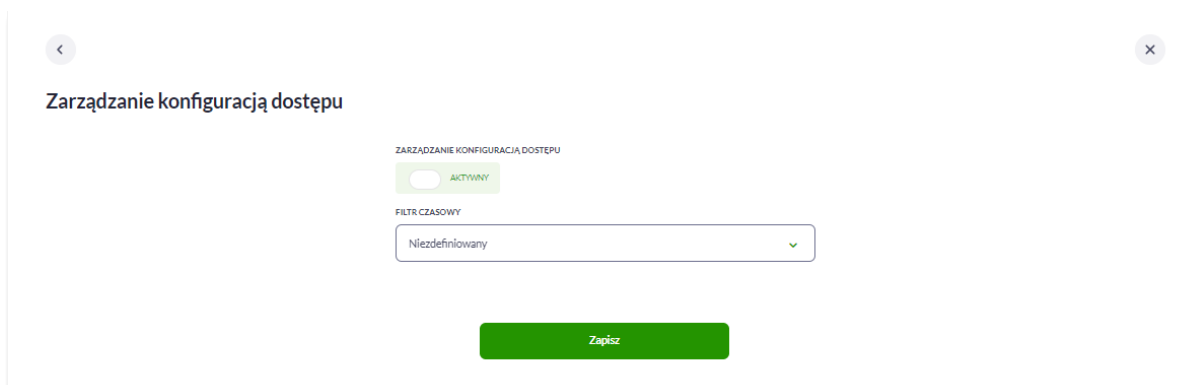 Zarządzanie konfiguracją dostępu
ZARZĄDZANIE KONFIGURACJĄ DOSTĘPU
AKTYWNY
FILTR CZASOWY
Niezdefiniowany
Zapisz